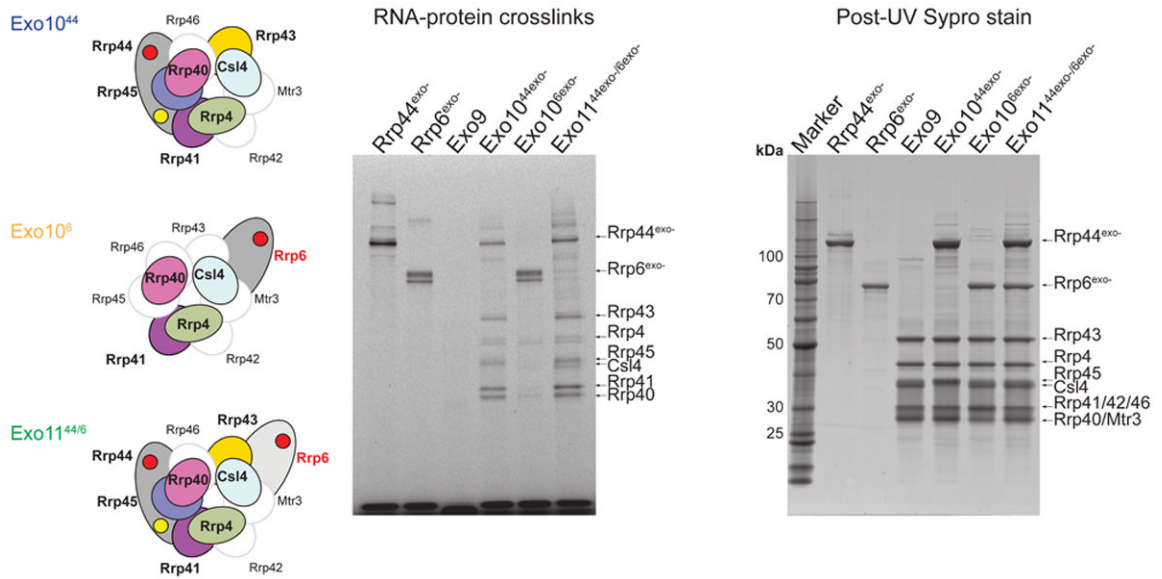 Exo10⁴⁴
Rrp46
Rrp43
Rrp44
Rrp40
Csl4
Rrp45
Mtr3
Rrp4
Rrp41
Rrp42
Exo10⁶
Rrp43
Rrp46
Rrp6
Rrp40
Csl4
Rrp45
Mtr3
Rrp4
Rrp41
Rrp42
Exo11⁴⁴/⁶
Rrp46
Rrp43
Rrp44
Rrp6
Rrp40
Csl4
Rrp45
Mtr3
Rrp4
Rrp41
Rrp42
RNA-protein crosslinks
Rrp44exo-
Rrp6exo-
Exo9
Exo1044exo-
Exo106exo-
Exo1144exo-/6exo-
Rrp44exo-
Rrp6exo-
Rrp43
Rrp4
Rrp45
Csl4
Rrp41
Rrp40
Post-UV Sypro stain
Marker
Rrp44exo-
Rrp6exo-
Exo9
Exo1044exo-
Exo106exo-
Exo1144exo-/6exo-
kDa
100
70
50
30
25
Rrp44exo-
Rrp6exo-
Rrp43
Rrp4
Rrp45
Csl4
Rrp41/42/46
Rrp40/Mtr3